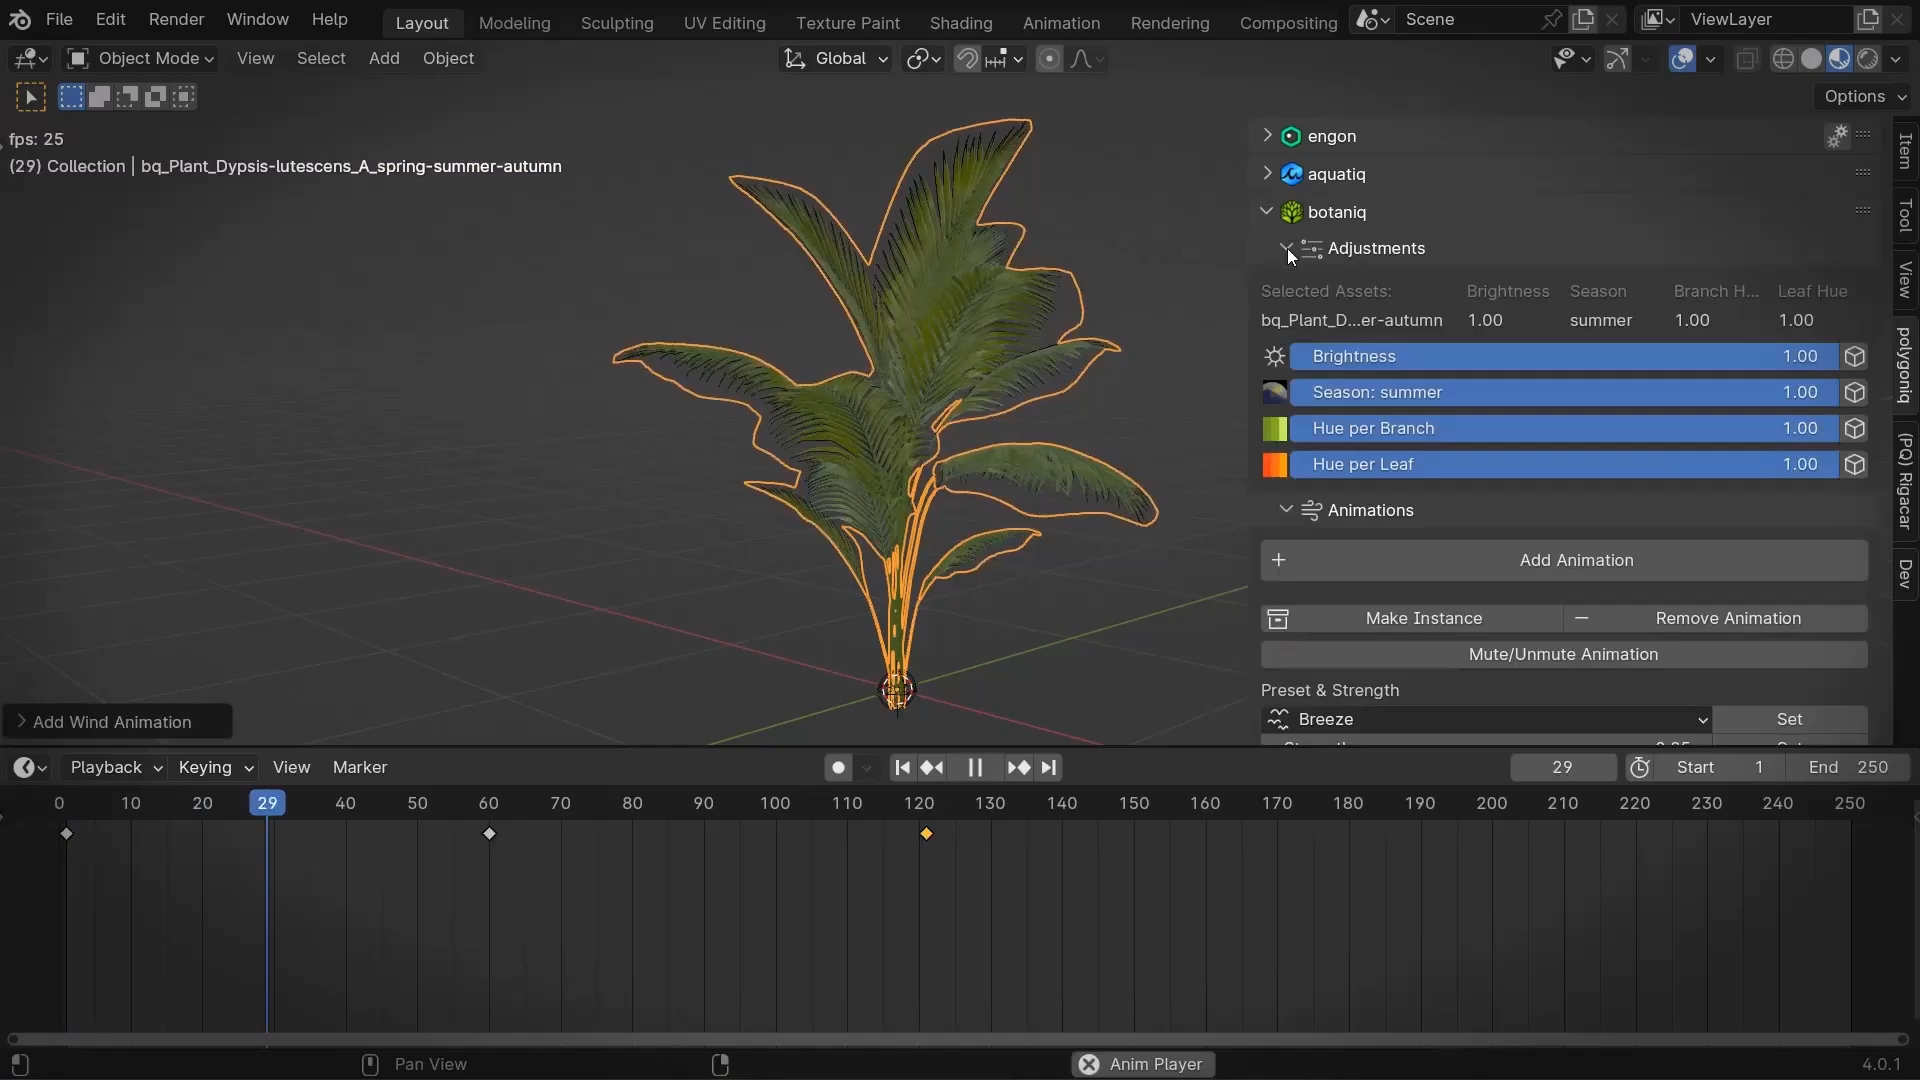 File Edit Render Window Help Layout Modeling Sculpting UV Editing Texture Paint Shading Animation Rendering Compositing Scene ViewLayer
Object Mode View Select Add Object Global
Options
fps: 25
(29) Collection | bq_Plant_Dypsis-lutescens_A_spring-summer-autumn
engon
aquatiq
botaniq
Adjustments
Selected Assets: Brightness Season Branch H... Leaf Hue
bq_Plant_D...er-autumn 1.00 summer 1.00 1.00
Brightness 1.00
Season: summer 1.00
Hue per Branch 1.00
Hue per Leaf 1.00
Animations
Add Animation
Make Instance Remove Animation
Mute/Unmute Animation
Preset & Strength
Breeze Set
Item
Tool
View
polygoniq
(PQ) Rigacar
Dev
Add Wind Animation
Playback Keying View Marker 29 Start 1 End 250
0 10 20 29 40 50 60 70 80 90 100 110 120 130 140 150 160 170 180 190 200 210 220 230 240 250
Pan View Anim Player 4.0.1